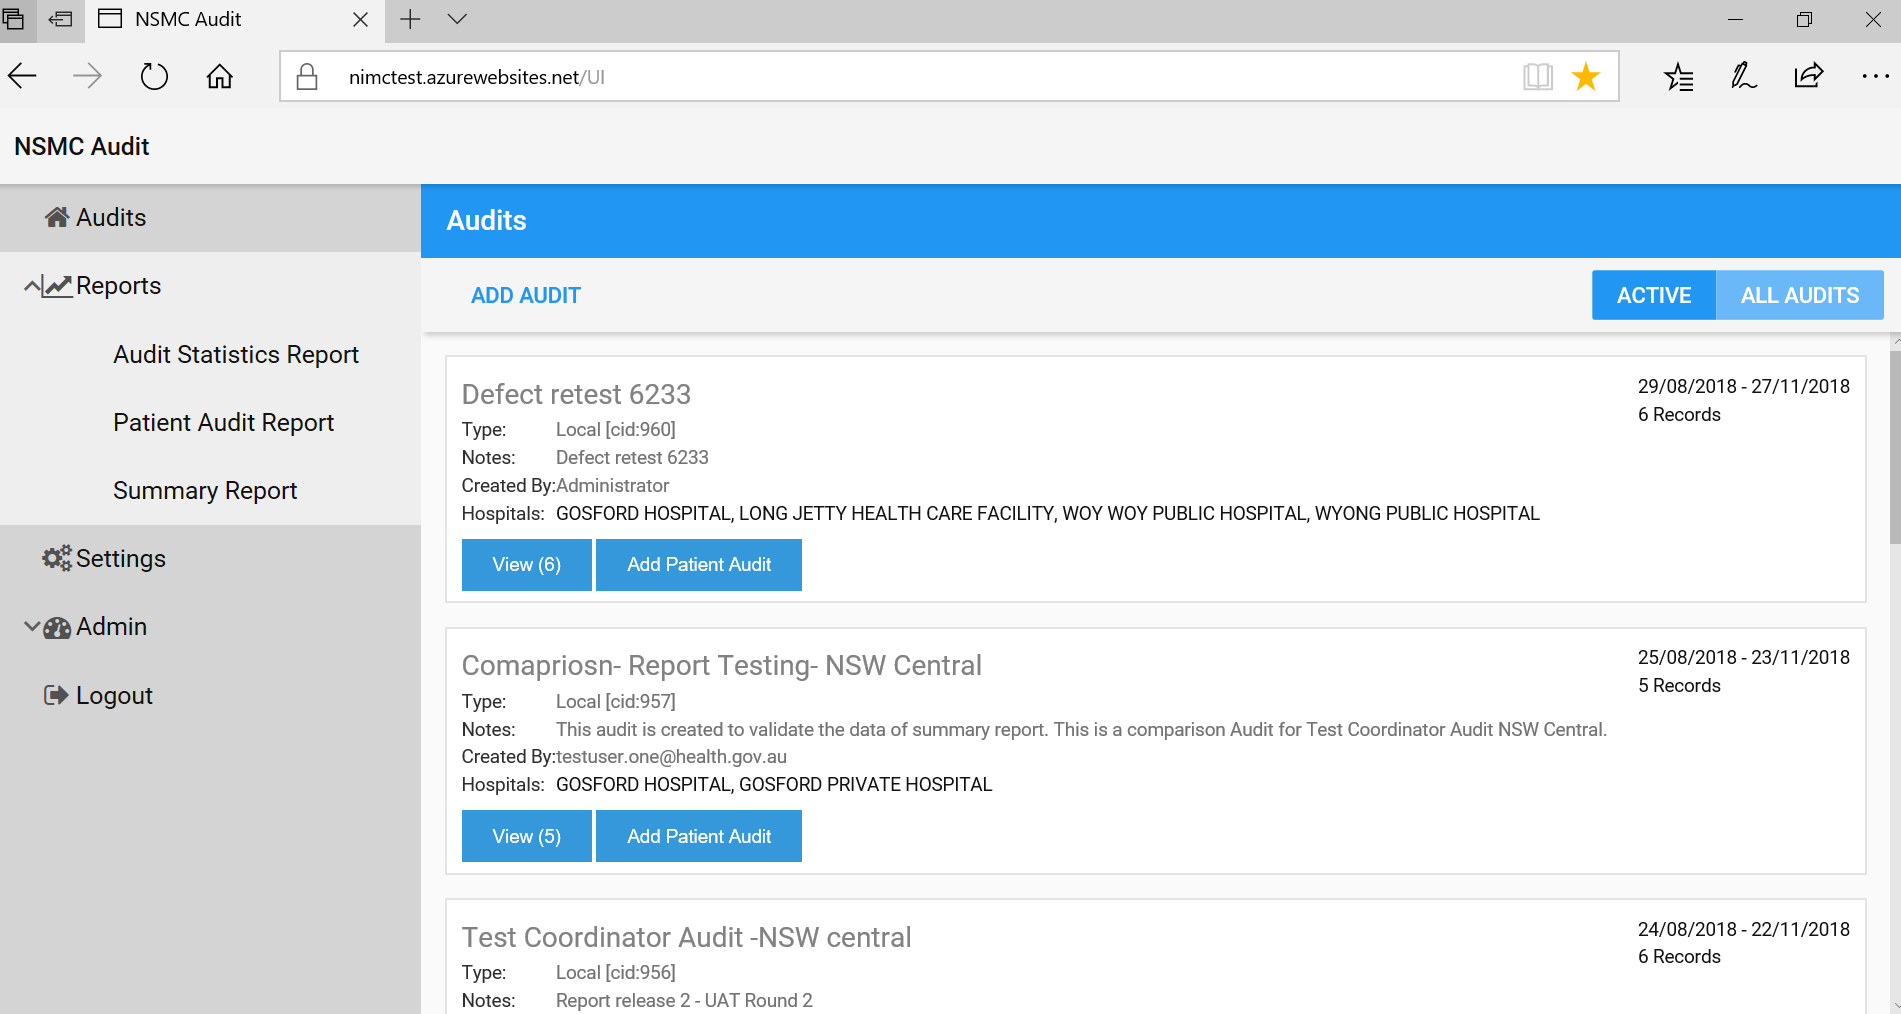 NSMC Audit
nimctest.azurewebsites.net/UI
NSMC Audit
Audits
Reports
Audit Statistics Report
Patient Audit Report
Summary Report
Settings
Admin
Logout
Audits
ADD AUDIT
ACTIVE
ALL AUDITS
Defect retest 6233
29/08/2018 - 27/11/2018
6 Records
Type: Local [cid:960]
Notes: Defect retest 6233
Created By:Administrator
Hospitals: GOSFORD HOSPITAL, LONG JETTY HEALTH CARE FACILITY, WOY WOY PUBLIC HOSPITAL, WYONG PUBLIC HOSPITAL
View (6)
Add Patient Audit
Comapriosn- Report Testing- NSW Central
25/08/2018 - 23/11/2018
5 Records
Type: Local [cid:957]
Notes: This audit is created to validate the data of summary report. This is a comparison Audit for Test Coordinator Audit NSW Central.
Created By:testuser.one@health.gov.au
Hospitals: GOSFORD HOSPITAL, GOSFORD PRIVATE HOSPITAL
View (5)
Add Patient Audit
Test Coordinator Audit -NSW central
24/08/2018 - 22/11/2018
6 Records
Type: Local [cid:956]
Notes: Report release 2 - UAT Round 2